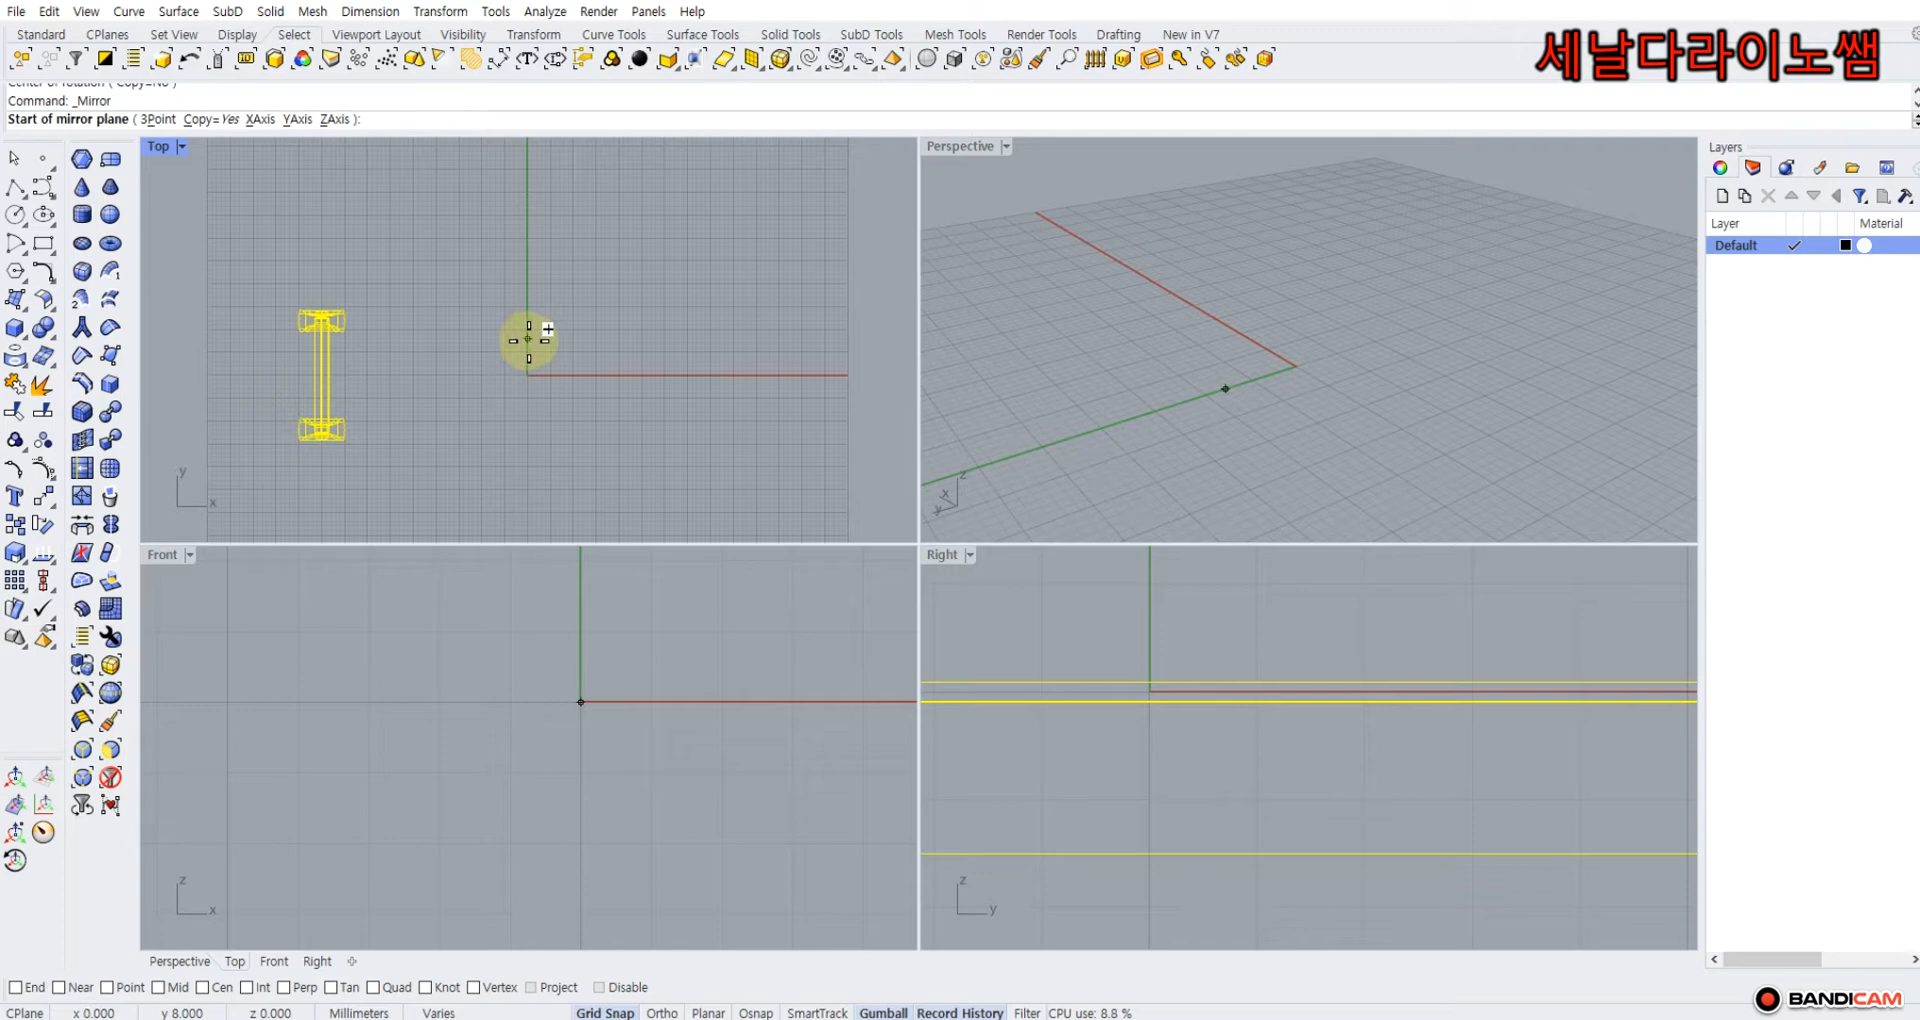 File Edit View Curve Surface SubD Solid Mesh Dimension Transform Tools Analyze Render Panels Help
Standard CPlanes Set View Display Select Viewport Layout Visibility Transform Curve Tools Surface Tools Solid Tools SubD Tools Mesh Tools Render Tools Drafting New in V7
세날다라이노쌤
Center of rotation ( Copy=No )
Command: _Mirror
Start of mirror plane ( 3Point Copy=Yes XAxis YAxis ZAxis ):
Top
Perspective
Layers
Layer Material
Default
y
x
z
x
y
Front
Right
z
x
z
y
Perspective Top Front Right
End Near Point Mid Cen Int Perp Tan Quad Knot Vertex Project Disable
BANDICAM
CPlane x 0.000 y 8.000 z 0.000 Millimeters Varies Grid Snap Ortho Planar Osnap SmartTrack Gumball Record History Filter CPU use: 8.8 %